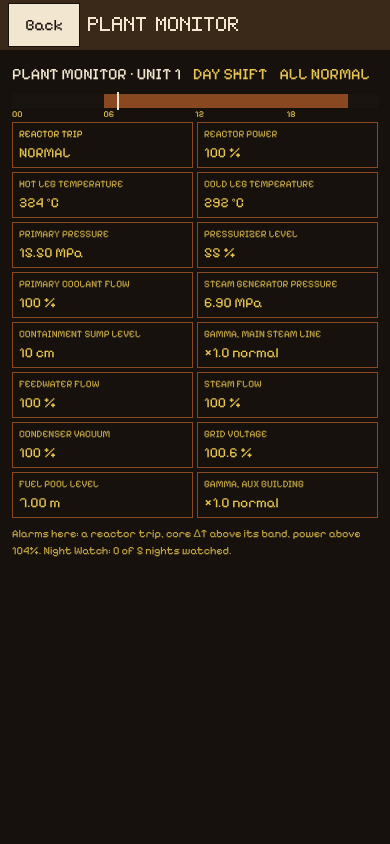 Back PLANT MONITOR
PLANT MONITOR · UNIT 1 DAY SHIFT ALL NORMAL
00 06 12 18
REACTOR TRIP
NORMAL
REACTOR POWER
100 %
HOT LEG TEMPERATURE
324 °C
COLD LEG TEMPERATURE
292 °C
PRIMARY PRESSURE
15.50 MPa
PRESSURIZER LEVEL
55 %
PRIMARY COOLANT FLOW
100 %
STEAM GENERATOR PRESSURE
6.90 MPa
CONTAINMENT SUMP LEVEL
10 cm
GAMMA, MAIN STEAM LINE
×1.0 normal
FEEDWATER FLOW
100 %
STEAM FLOW
100 %
CONDENSER VACUUM
100 %
GRID VOLTAGE
100.6 %
FUEL POOL LEVEL
7.00 m
GAMMA, AUX BUILDING
×1.0 normal
Alarms here: a reactor trip, core ΔT above its band, power above
104%. Night Watch: 0 of 5 nights watched.